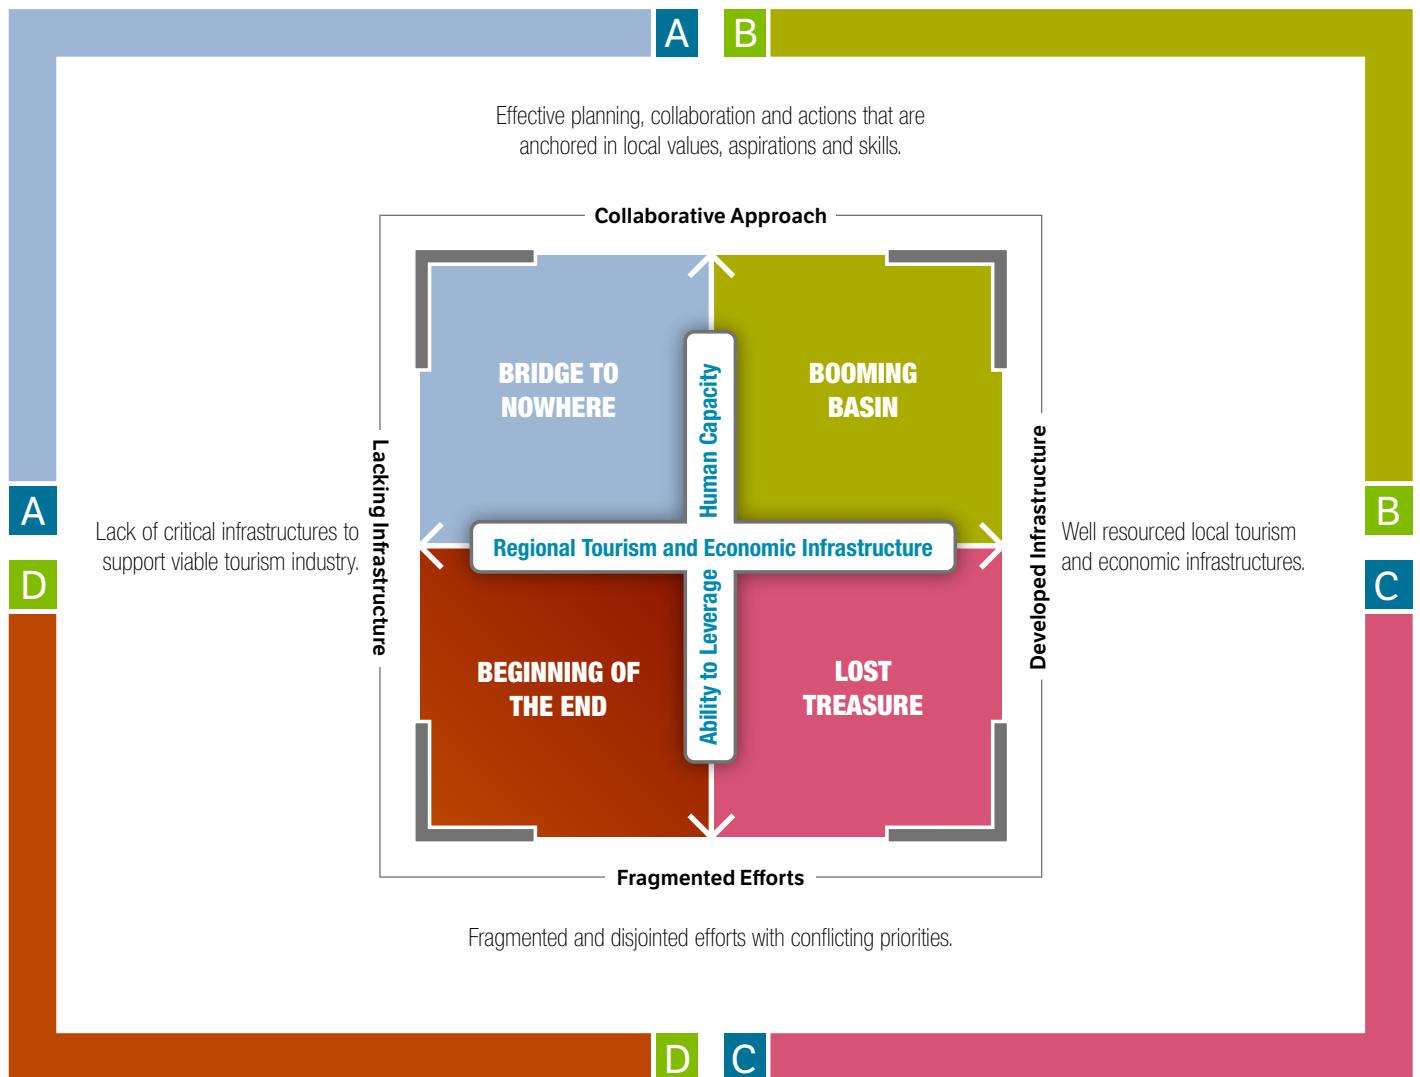 A B
Effective planning, collaboration and actions that are
anchored in local values, aspirations and skills.
Collaborative Approach
BRIDGE TO
NOWHERE
BOOMING
BASIN
Human Capacity
Ability to Leverage
Lacking Infrastructure
Developed Infrastructure
A
B
Lack of critical infrastructures to
support viable tourism industry.
Regional Tourism and Economic Infrastructure
Well resourced local tourism
and economic infrastructures.
D
C
BEGINNING OF
THE END
LOST
TREASURE
Fragmented Efforts
Fragmented and disjointed efforts with conflicting priorities.
D C